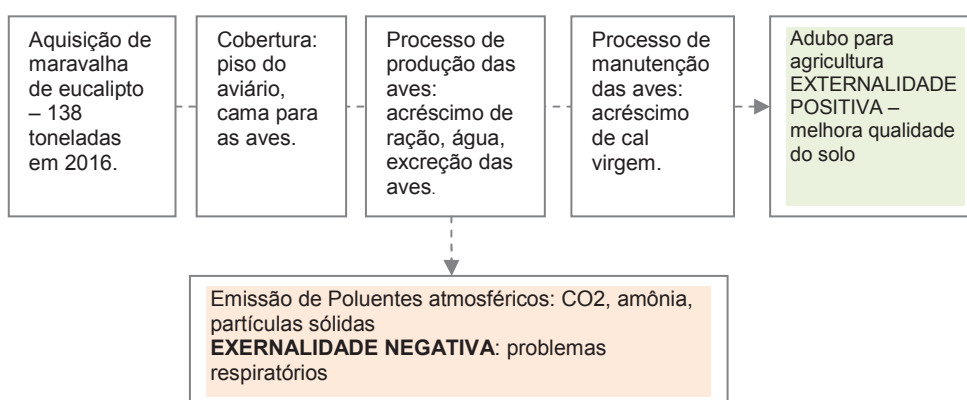 Aquisição de
maravalha
de eucalipto
– 138
toneladas
em 2016.
Cobertura:
piso do
aviário,
cama para
as aves.
Processo de
produção das
aves:
acréscimo de
ração, água,
excreção das
aves.
Processo de
manutenção
das aves:
acréscimo
de cal
virgem.
Adubo para
agricultura
EXTERNALIDADE
POSITIVA –
melhora qualidade
do solo
Emissão de Poluentes atmosféricos: CO2, amônia,
partículas sólidas
EXERNALIDADE NEGATIVA: problemas
respiratórios